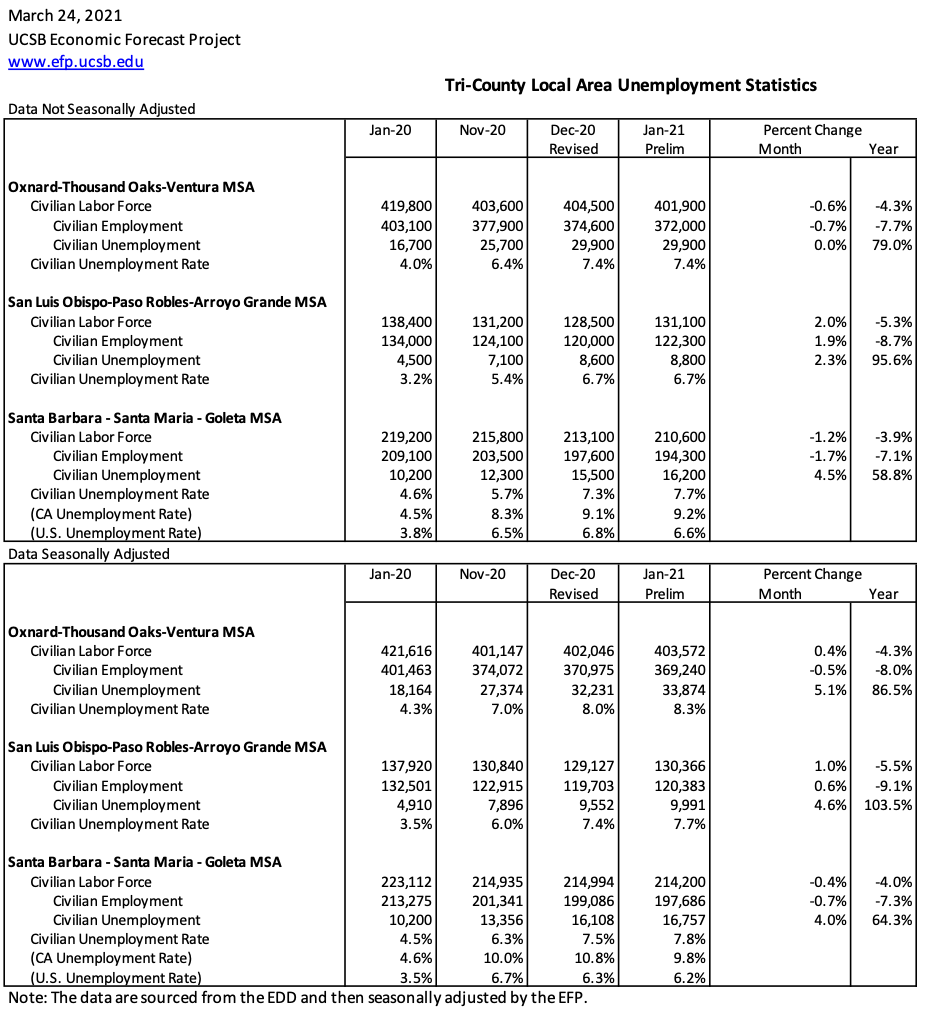 March 24, 2021
UCSB Economic Forecast Project
www.efp.ucsb.edu
Tri-County Local Area Unemployment Statistics
Data Not Seasonally Adjusted
Jan-20 Nov-20 Dec-20 Jan-21 Percent Change
Revised Prelim Month Year
Oxnard-Thousand Oaks-Ventura MSA
Civilian Labor Force 419,800 403,600 404,500 401,900 -0.6% -4.3%
Civilian Employment 403,100 377,900 374,600 372,000 -0.7% -7.7%
Civilian Unemployment 16,700 25,700 29,900 29,900 0.0% 79.0%
Civilian Unemployment Rate 4.0% 6.4% 7.4% 7.4%
San Luis Obispo-Paso Robles-Arroyo Grande MSA
Civilian Labor Force 138,400 131,200 128,500 131,100 2.0% -5.3%
Civilian Employment 134,000 124,100 120,000 122,300 1.9% -8.7%
Civilian Unemployment 4,500 7,100 8,600 8,800 2.3% 95.6%
Civilian Unemployment Rate 3.2% 5.4% 6.7% 6.7%
Santa Barbara - Santa Maria - Goleta MSA
Civilian Labor Force 219,200 215,800 213,100 210,600 -1.2% -3.9%
Civilian Employment 209,100 203,500 197,600 194,300 -1.7% -7.1%
Civilian Unemployment 10,200 12,300 15,500 16,200 4.5% 58.8%
Civilian Unemployment Rate 4.6% 5.7% 7.3% 7.7%
(CA Unemployment Rate) 4.5% 8.3% 9.1% 9.2%
(U.S. Unemployment Rate) 3.8% 6.5% 6.8% 6.6%
Data Seasonally Adjusted
Jan-20 Nov-20 Dec-20 Jan-21 Percent Change
Revised Prelim Month Year
Oxnard-Thousand Oaks-Ventura MSA
Civilian Labor Force 421,616 401,147 402,046 403,572 0.4% -4.3%
Civilian Employment 401,463 374,072 370,975 369,240 -0.5% -8.0%
Civilian Unemployment 18,164 27,374 32,231 33,874 5.1% 86.5%
Civilian Unemployment Rate 4.3% 7.0% 8.0% 8.3%
San Luis Obispo-Paso Robles-Arroyo Grande MSA
Civilian Labor Force 137,920 130,840 129,127 130,366 1.0% -5.5%
Civilian Employment 132,501 122,915 119,703 120,383 0.6% -9.1%
Civilian Unemployment 4,910 7,896 9,552 9,991 4.6% 103.5%
Civilian Unemployment Rate 3.5% 6.0% 7.4% 7.7%
Santa Barbara - Santa Maria - Goleta MSA
Civilian Labor Force 223,112 214,935 214,994 214,200 -0.4% -4.0%
Civilian Employment 213,275 201,341 199,086 197,686 -0.7% -7.3%
Civilian Unemployment 10,200 13,356 16,108 16,757 4.0% 64.3%
Civilian Unemployment Rate 4.5% 6.3% 7.5% 7.8%
(CA Unemployment Rate) 4.6% 10.0% 10.8% 9.8%
(U.S. Unemployment Rate) 3.5% 6.7% 6.3% 6.2%
Note: The data are sourced from the EDD and then seasonally adjusted by the EFP.